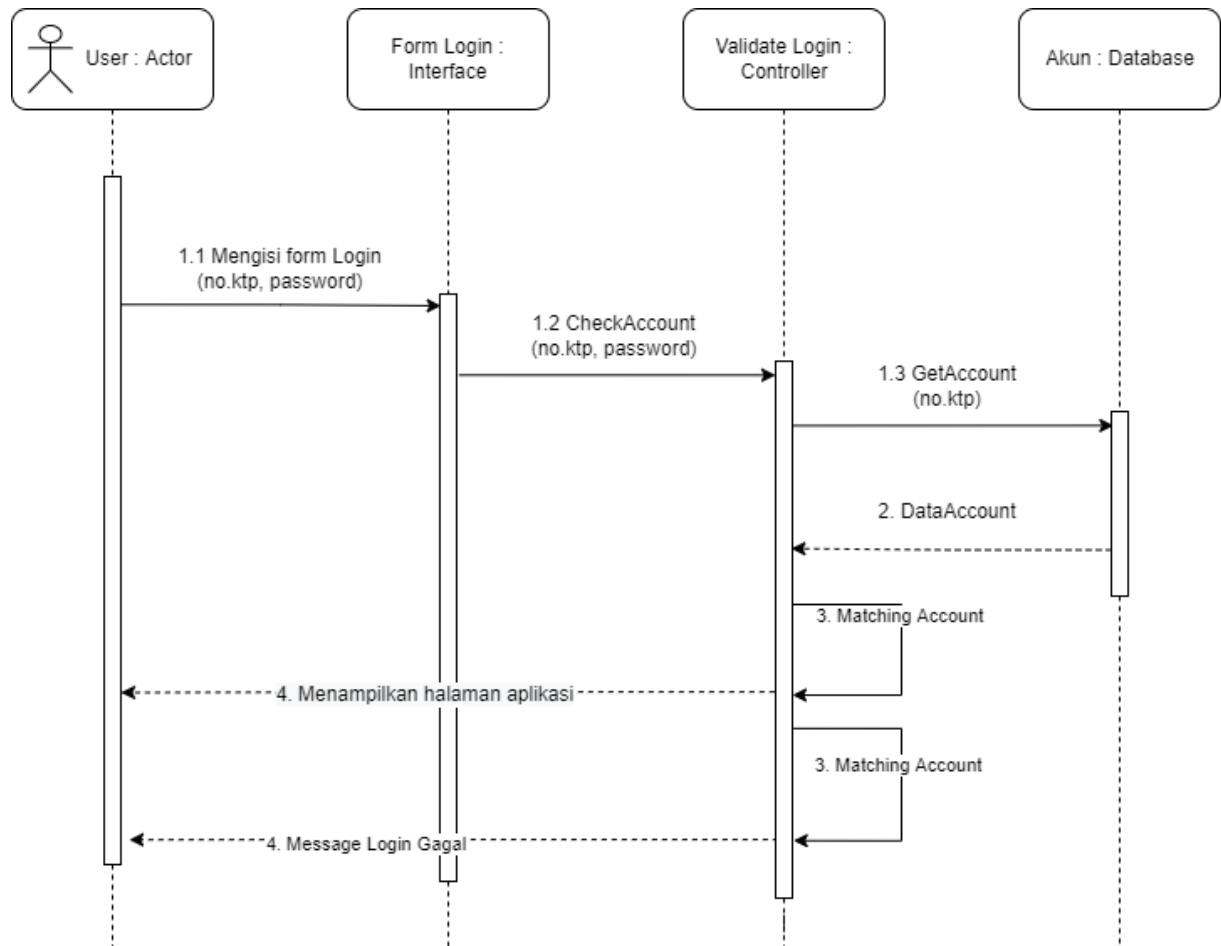 User : Actor
Form Login :
Interface
Validate Login :
Controller
Akun : Database
1.1 Mengisi form Login
(no.ktp, password)
1.2 CheckAccount
(no.ktp, password)
1.3 GetAccount
(no.ktp)
2. DataAccount
3. Matching Account
4. Menampilkan halaman aplikasi
3. Matching Account
4. Message Login Gagal